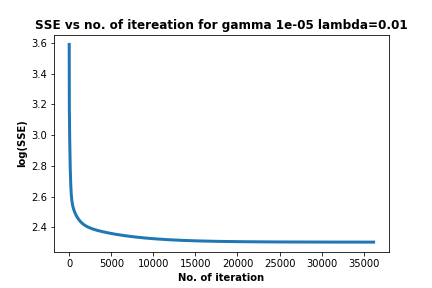 SSE vs no. of itereation for gamma 1e-05 lambda=0.01
3.6
3.4
3.2
3.0
2.8
2.6
2.4
log(SSE)
0 5000 10000 15000 20000 25000 30000 35000
No. of iteration